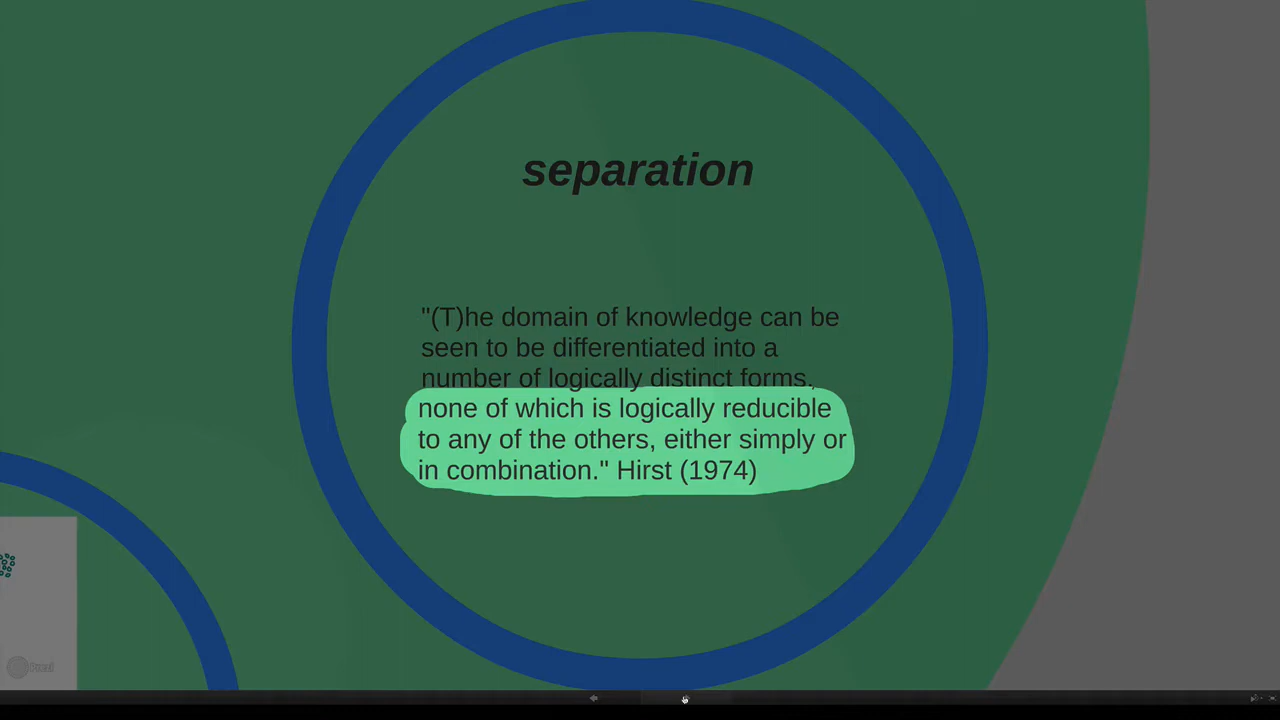 separation
"(T)he domain of knowledge can be
seen to be differentiated into a
number of logically distinct forms,
none of which is logically reducible
to any of the others, either simply or
in combination." Hirst (1974)
Prezi